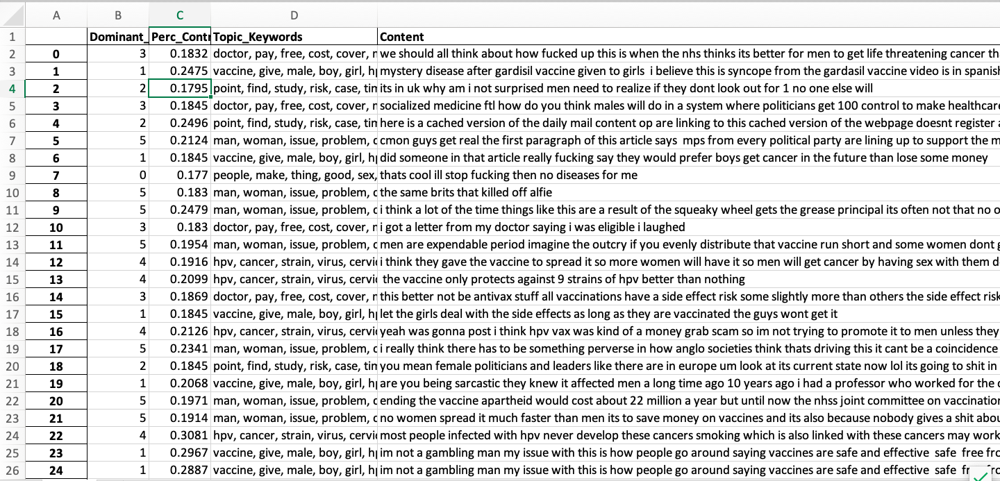 A B C D
1 Dominant_ Perc_Contr Topic_Keywords Content
2 0 3 0.1832 doctor, pay, free, cost, cover, we should all think about how fucked up this is when the nhs thinks its better for men to get life threatening cancer
3 1 1 0.2475 vaccine, give, male, boy, girl, mystery disease after gardisil vaccine given to girls i believe this is syncope from the gardasil vaccine video is in
4 2 2 0.1795 point, find, study, risk, case, its in uk why am i not surprised men need to realize if they dont look out for 1 no one else will
5 3 3 0.1845 doctor, pay, free, cost, cover, socialized medicine ftl how do you think males will do in a system where politicians get 100 control to make
6 4 2 0.2496 point, find, study, risk, case, here is a cached version of the daily mail content op are linking to this cached version of the webpage doesnt register
7 5 5 0.2124 man, woman, issue, problem, cmon guys get real the first paragraph of this article says mps from every political party are lining up to support the
8 6 1 0.1845 vaccine, give, male, boy, girl, did someone in that article really fucking say they would prefer boys get cancer in the future than lose some money
9 7 0 0.177 people, make, thing, good, sex, thats cool ill stop fucking then no diseases for me
10 8 5 0.183 man, woman, issue, problem, the same brits that killed off alfie
11 9 5 0.2479 man, woman, issue, problem, i think a lot of the time things like this are a result of the squeaky wheel gets the grease principal its often not that no
12 10 3 0.183 doctor, pay, free, cost, cover, i got a letter from my doctor saying i was eligible i laughed
13 11 5 0.1954 man, woman, issue, problem, men are expendable period imagine the outcry if you evenly distribute that vaccine run short and some women dont
14 12 4 0.1916 hpv, cancer, strain, virus, i think they gave the vaccine to spread it so more women will have it so men will get cancer by having sex with them
15 13 4 0.2099 hpv, cancer, strain, virus, the vaccine only protects against 9 strains of hpv better than nothing
16 14 3 0.1869 doctor, pay, free, cost, cover, this better not be antivax stuff all vaccinations have a side effect risk some slightly more than others the side effect risk
17 15 1 0.1845 vaccine, give, male, boy, girl, let the girls deal with the side effects as long as they are vaccinated the guys wont get it
18 16 4 0.2126 hpv, cancer, strain, virus, yeah was gonna post i think hpv vax was kind of a money grab scam so im not trying to promote it to men unless they
19 17 5 0.2341 man, woman, issue, problem, i really think there has to be something perverse in how anglo societies think thats driving this it cant be a coincidence
20 18 2 0.1845 point, find, study, risk, case, you mean female politicians and leaders like there are in europe um look at its current state now lol its going to shit in
21 19 1 0.2068 vaccine, give, male, boy, girl, are you being sarcastic they knew it affected men a long time ago 10 years ago i had a professor who worked for the
22 20 5 0.1971 man, woman, issue, problem, ending the vaccine apartheid would cost about 22 million a year but until now the nhss joint committee on
23 21 5 0.1914 man, woman, issue, problem, no women spread it much faster than men its to save money on vaccines and its also because nobody gives a shit
24 22 4 0.3081 hpv, cancer, strain, virus, most people infected with hpv never develop these cancers smoking which is also linked with these cancers may work
25 23 1 0.2967 vaccine, give, male, boy, girl, im not a gambling man my issue with this is how people go around saying vaccines are safe and effective safe free
26 24 1 0.2887 vaccine, give, male, boy, girl, im not a gambling man my issue with this is how people go around saying vaccines are safe and effective safe